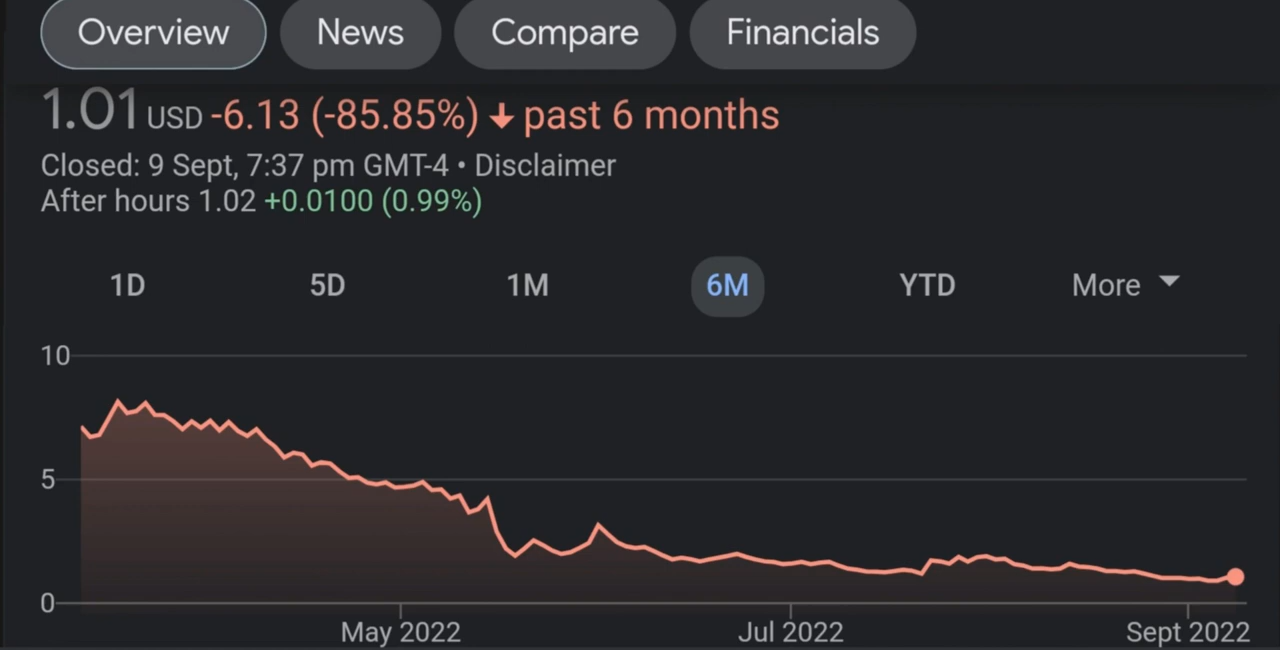 Overview News Compare Financials
1.01 USD -6.13 (-85.85%) ↓ past 6 months
Closed: 9 Sept, 7:37 pm GMT-4 • Disclaimer
After hours 1.02 +0.0100 (0.99%)
1D 5D 1M 6M YTD More
10
5
0
May 2022 Jul 2022 Sept 2022